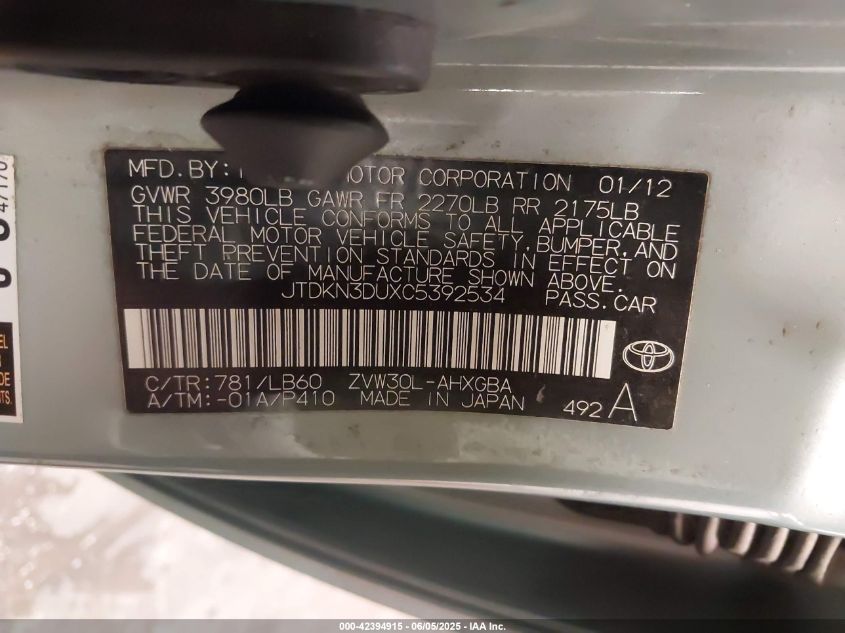 MFD. BY: MOTOR CORPORATION 01/12
GVWR 3980LB GAWR FR 2270LB RR 2175LB
THIS VEHICLE CONFORMS TO ALL APPLICABLE
FEDERAL MOTOR VEHICLE SAFETY, BUMPER, AND
THEFT PREVENTION STANDARDS IN EFFECT ON
THE DATE OF MANUFACTURE SHOWN ABOVE.
JTDKN3DUXC5392534 PASS. CAR
C/TR: 781/LB60 ZVW30L-AHXGBA
A/TM: -01A/P410 MADE IN JAPAN 492 A
000-42394915 - 06/05/2025 - IAA Inc.